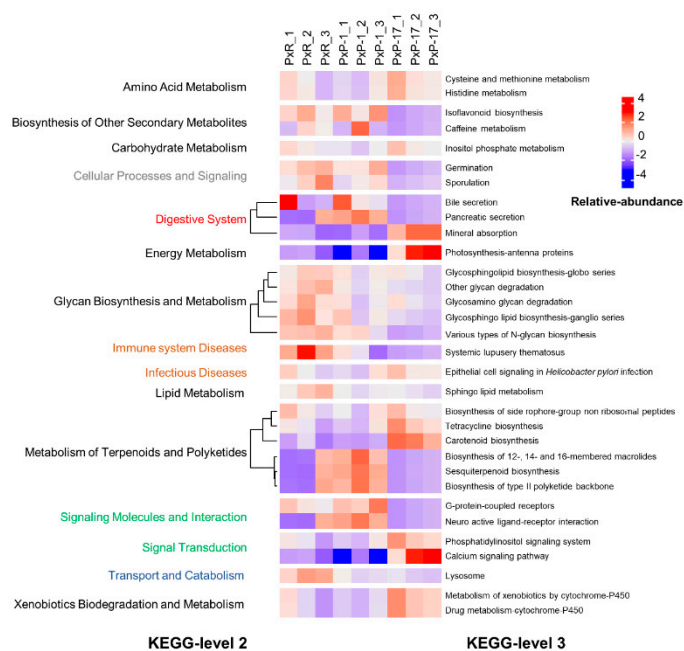 PxR_1 PxR_2 PxR_3 PxP-1_1 PxP-1_2 PxP-1_3 PxP-17_1 PxP-17_2 PxP-17_3
Amino Acid Metabolism
Cysteine and methionine metabolism
Histidine metabolism
Biosynthesis of Other Secondary Metabolites
Isoflavonoid biosynthesis
Caffeine metabolism
Carbohydrate Metabolism
Inositol phosphate metabolism
Cellular Processes and Signaling
Germination
Sporulation
Digestive System
Bile secretion
Pancreatic secretion
Mineral absorption
Energy Metabolism
Photosynthesis-antenna proteins
Glycan Biosynthesis and Metabolism
Glycosphingolipid biosynthesis-globo series
Other glycan degradation
Glycosamino glycan degradation
Glycosphingo lipid biosynthesis-ganglio series
Various types of N-glycan biosynthesis
Immune system Diseases
Systemic lupusery thematosus
Infectious Diseases
Epithelial cell signaling in Helicobacter pylori infection
Lipid Metabolism
Sphingo lipid metabolism
Metabolism of Terpenoids and Polyketides
Biosynthesis of side rophore-group non ribosomal peptides
Tetracycline biosynthesis
Carotenoid biosynthesis
Biosynthesis of 12-, 14- and 16-membered macrolides
Sesquiterpenoid biosynthesis
Biosynthesis of type II polyketide backbone
Signaling Molecules and Interaction
G-protein-coupled receptors
Neuro active ligand-receptor interaction
Signal Transduction
Phosphatidylinositol signaling system
Calcium signaling pathway
Transport and Catabolism
Lysosome
Xenobiotics Biodegradation and Metabolism
Metabolism of xenobiotics by cytochrome-P450
Drug metabolism-cytochrome-P450
4
2
0
-2
-4
Relative-abundance
KEGG-level 2
KEGG-level 3